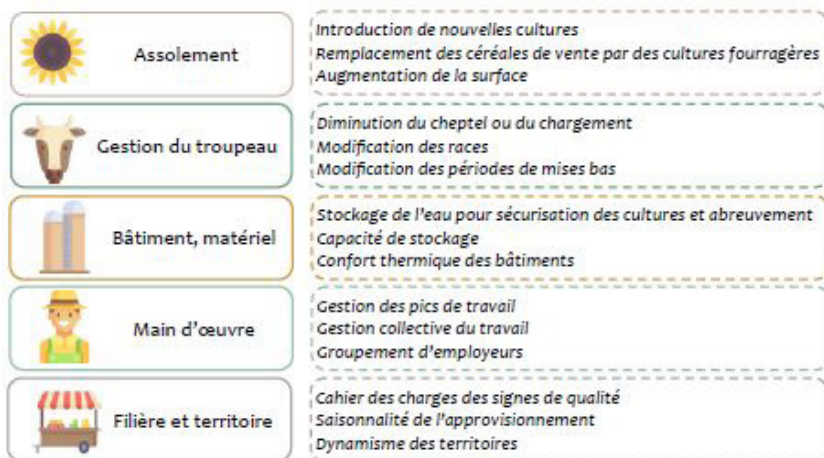 Assolement
Introduction de nouvelles cultures
Remplacement des céréales de vente par des cultures fourragères
Augmentation de la surface
Gestion du troupeau
Diminution du cheptel ou du chargement
Modification des races
Modification des périodes de mises bas
Bâtiment, matériel
Stockage de l'eau pour sécurisation des cultures et abreuvement
Capacité de stockage
Confort thermique des bâtiments
Main d'œuvre
Gestion des pics de travail
Gestion collective du travail
Groupement d'employeurs
Filière et territoire
Cahier des charges des signes de qualité
Saisonnalité de l'approvisionnement
Dynamisme des territoires